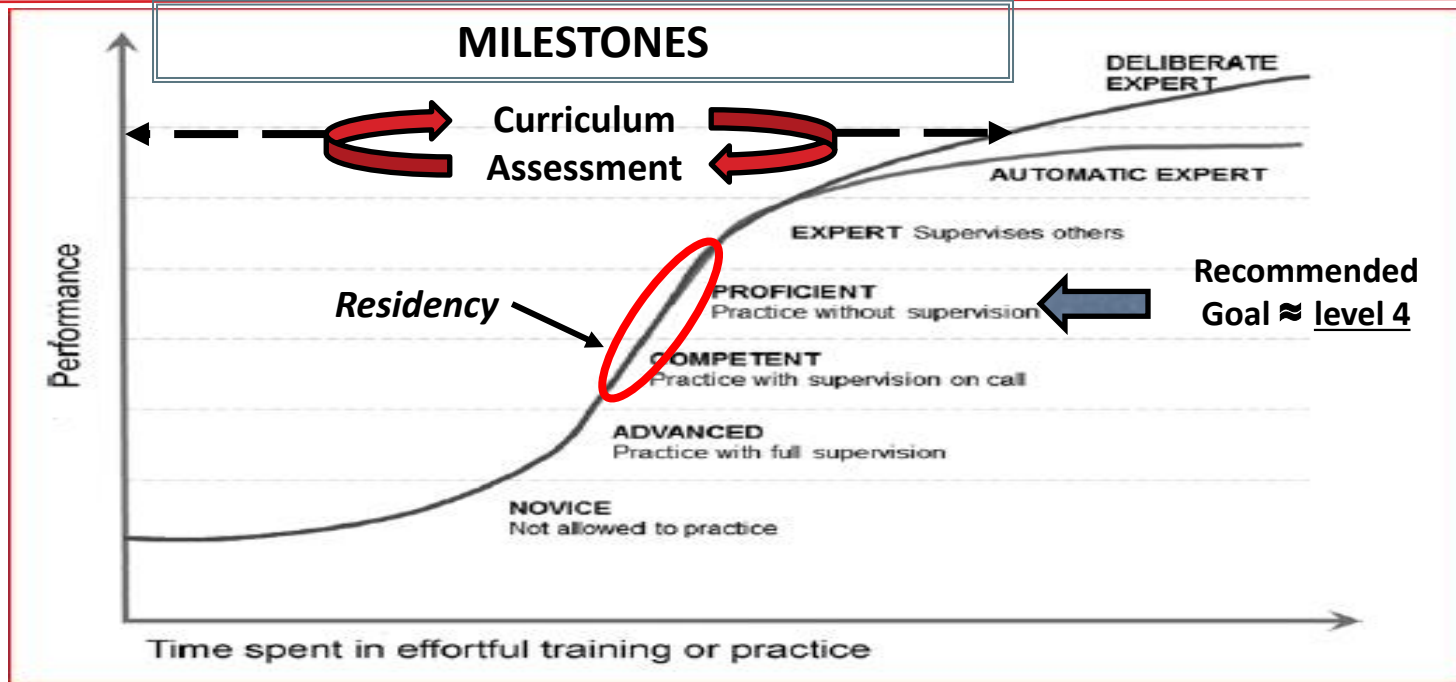 MILESTONES
DELIBERATE
EXPERT
Curriculum
Assessment
AUTOMATIC EXPERT
EXPERT Supervises others
Recommended
Goal ≈ level 4
PROFICIENT
Practice without supervision
Residency
COMPETENT
Practice with supervision on call
ADVANCED
Practice with full supervision
NOVICE
Not allowed to practice
Performance
Time spent in effortful training or practice